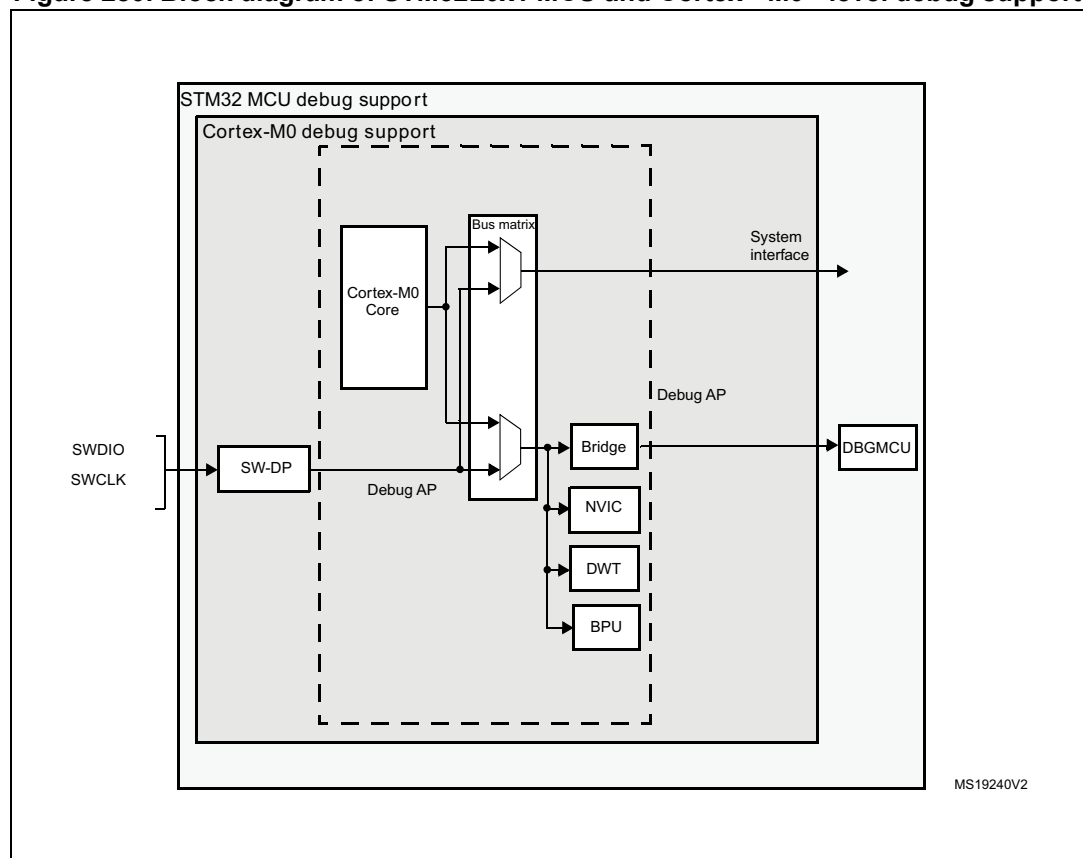 STM32 MCU debug support
Cortex-M0 debug support
Bus matrix
System
interface
Cortex-M0
Core
Debug AP
SWDIO
SWCLK
SW-DP
Debug AP
Bridge
DBGMCU
NVIC
DWT
BPU
MS19240V2